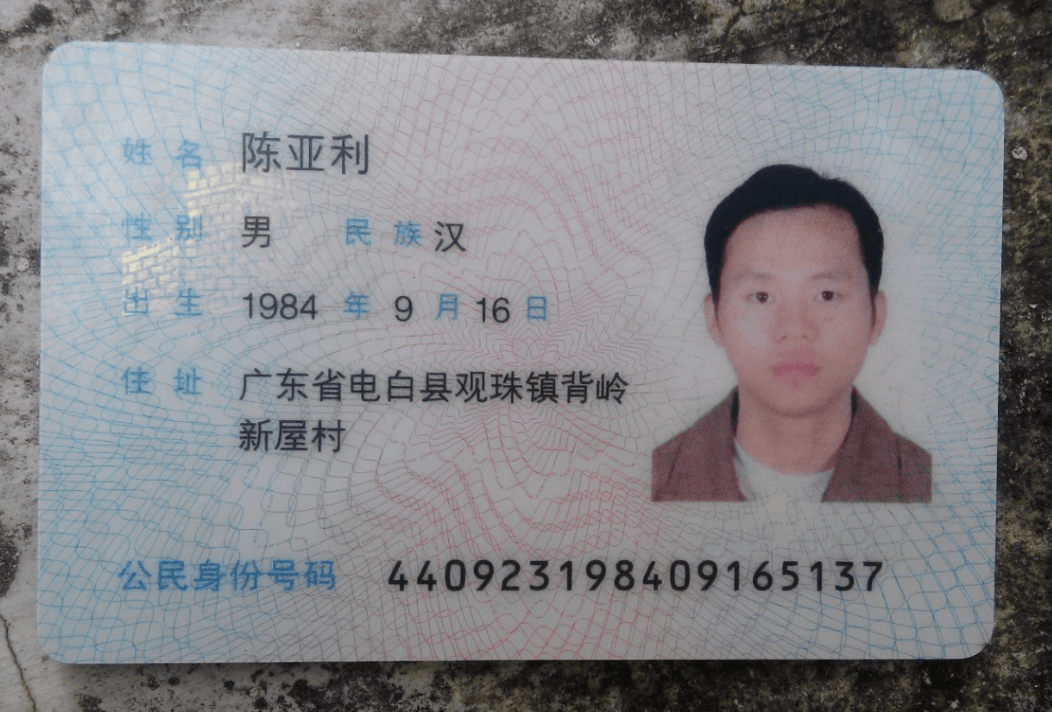 姓名 陈亚利
性别 男 民族 汉
出生 1984 年 9 月 16 日
住址 广东省电白县观珠镇背岭
新屋村
公民身份号码 440923198409165137